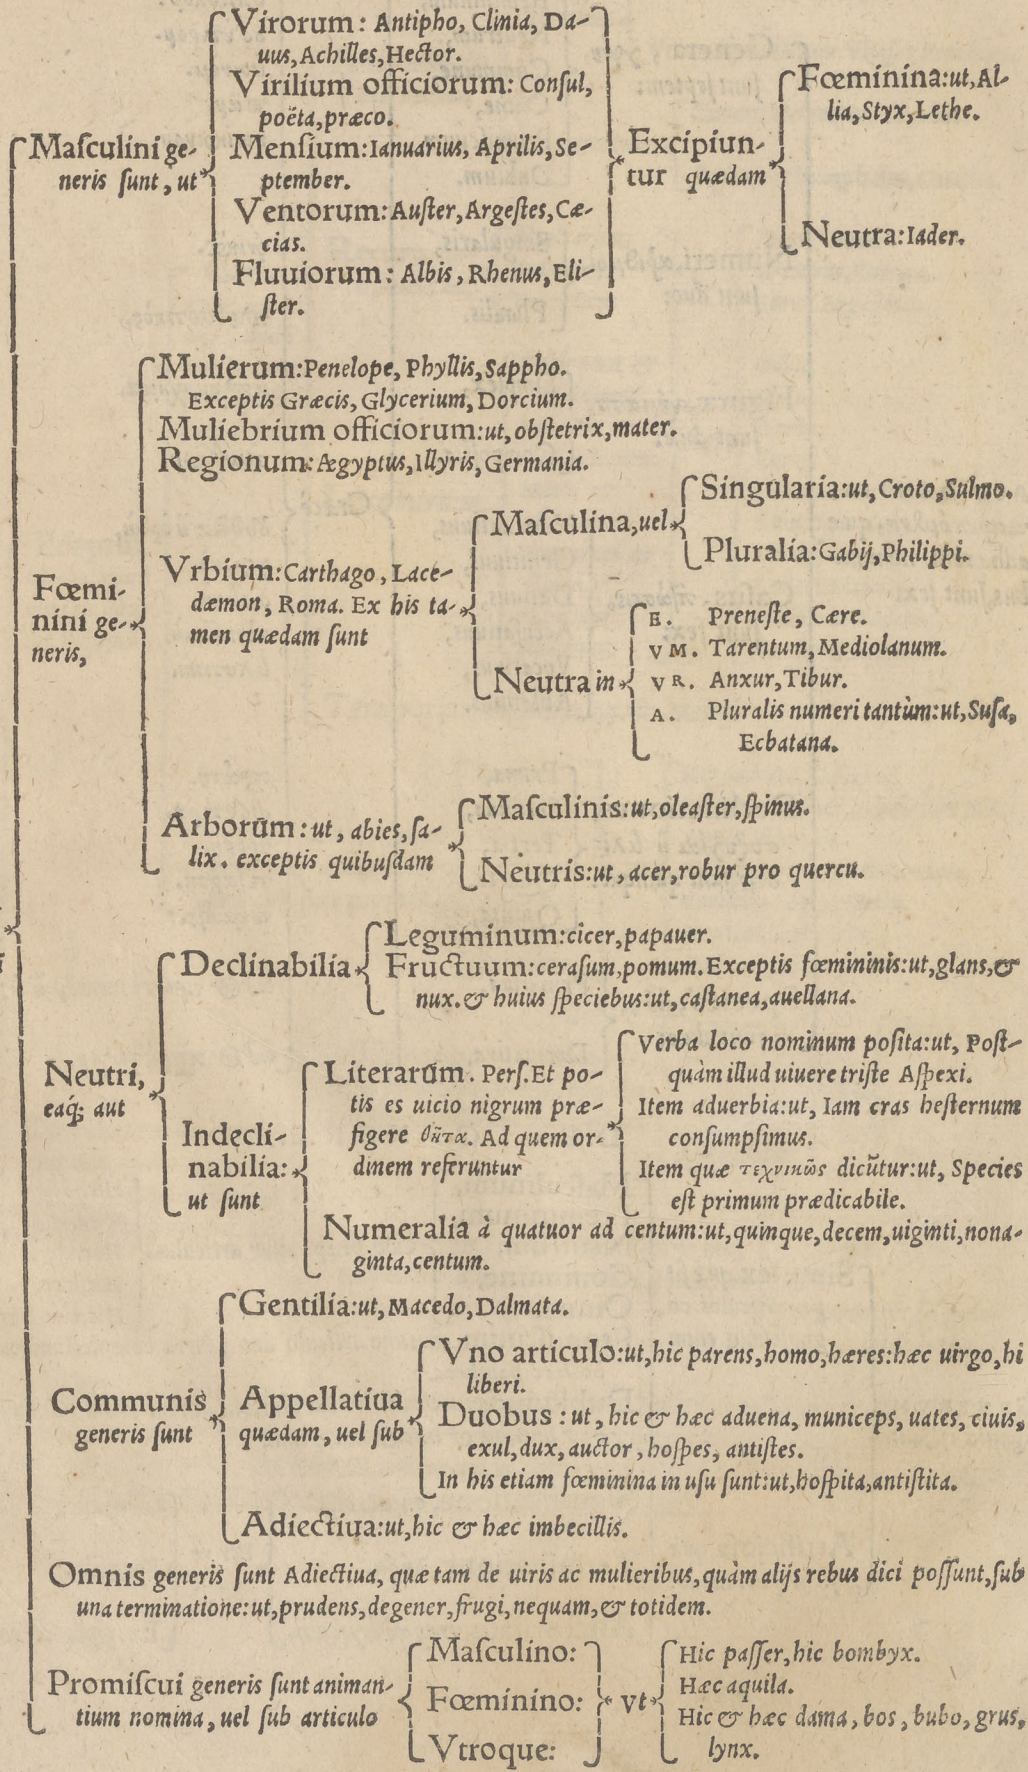 Virorum: Antipho, Clinia, Da-
uus, Achilles, Hector.
Virilium officiorum: Conſul,
poëta, præco.
Maſculini ge-
neris ſunt, ut
Menſium: Ianuarius, Aprilis, Se-
ptember.
Ventorum: Auſter, Argeſtes, Cæ-
cias.
Fluuiorum: Albis, Rhenus, Eli-
ſter.
Excipiun-
tur quædam
Fœminina: ut, Al-
lia, Styx, Lethe.
Neutra: Iader.
Fœmi-
nini ge-
neris,
Mulierum: Penelope, Phyllis, Sappho.
Exceptis Græcis, Glycerium, Dorcium.
Muliebrium officiorum: ut, obſtetrix, mater.
Regionum: Ægyptus, Illyris, Germania.
Vrbium: Carthago, Lace-
dæmon, Roma. Ex his ta-
men quædam ſunt
Maſculina, uel
Singularia: ut, Croto, Sulmo.
Pluralia: Gabij, Philippi.
Neutra in
E. Preneſte, Cære.
VM. Tarentum, Mediolanum.
VR. Anxur, Tibur.
A. Pluralis numeri tantùm: ut, Suſa,
Ecbatana.
Arborūm: ut, abies, ſa-
lix. exceptis quibuſdam
Maſculinis: ut, oleaſter, ſpinus.
Neutris: ut, acer, robur pro quercu.
Neutri,
eaq́; aut
Declinabilia
Leguminum: cicer, papauer.
Fructuum: ceraſum, pomum. Exceptis fœmininis: ut, glans, &
nux. & huius ſpeciebus: ut, caſtanea, auellana.
Indecli-
nabilia:
ut ſunt
Literarūm. Perſ. Et po-
tis es uicio nigrum præ-
figere θῆτα. Ad quem or-
dinem referuntur
Verba loco nominum poſita: ut, Poſt-
quàm illud uiuere triſte Aſpexi.
Item aduerbia: ut, Iam cras heſternum
conſumpſimus.
Item quæ τεχνικῶς dicũtur: ut, Species
eſt primum prædicabile.
Numeralia à quatuor ad centum: ut, quinque, decem, uiginti, nona-
ginta, centum.
Communis
generis ſunt
Gentilia: ut, Macedo, Dalmata.
Appellatiua
quædam, uel ſub
Vno articulo: ut, hic parens, homo, hæres: hæc uirgo, hi
liberi.
Duobus: ut, hic & hæc aduena, municeps, uates, ciuis,
exul, dux, auctor, hoſpes, antiſtes.
In his etiam fœminina in uſu ſunt: ut, hoſpita, antiſtita.
Adiectiua: ut, hic & hæc imbecillis.
Omnis generis ſunt Adiectiua, quæ tam de uiris ac mulieribus, quàm alijs rebus dici poſſunt, ſub
una terminatione: ut, prudens, degener, frugi, nequam, & totidem.
Promiſcui generis ſunt animan-
tium nomina, uel ſub articulo
Maſculino:
Fœminino:
Vtroque:
vt
Hic paſſer, hic bombyx.
Hæc aquila.
Hic & hæc dama, bos, bubo, grus,
lynx.